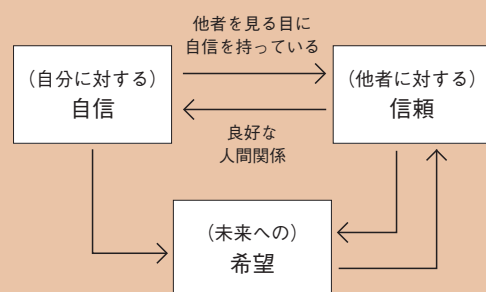 他者を見る目に
自信を持っている
（自分に対する）
自信
（他者に対する）
信頼
良好な
人間関係
（未来への）
希望